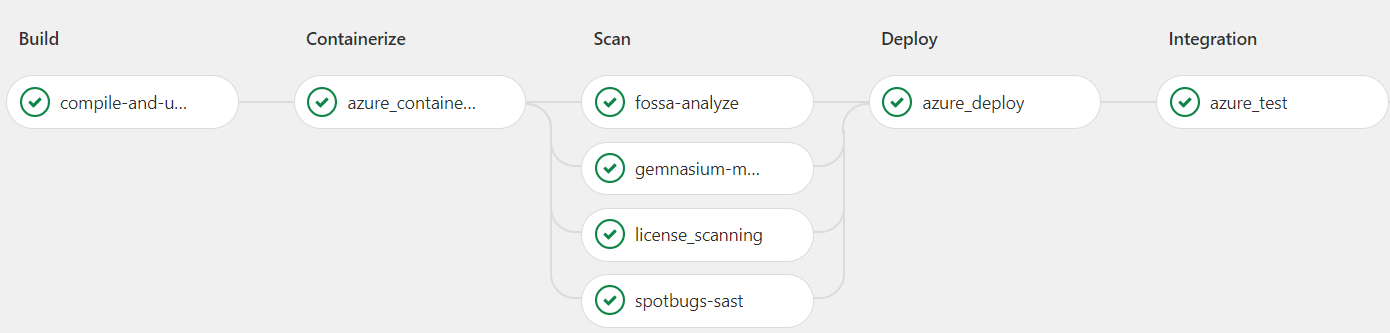 Build
Containerize
Scan
Deploy
Integration
compile-and-u...
azure_containe...
fossa-analyze
azure_deploy
azure_test
gemnasium-m...
license_scanning
spotbugs-sast